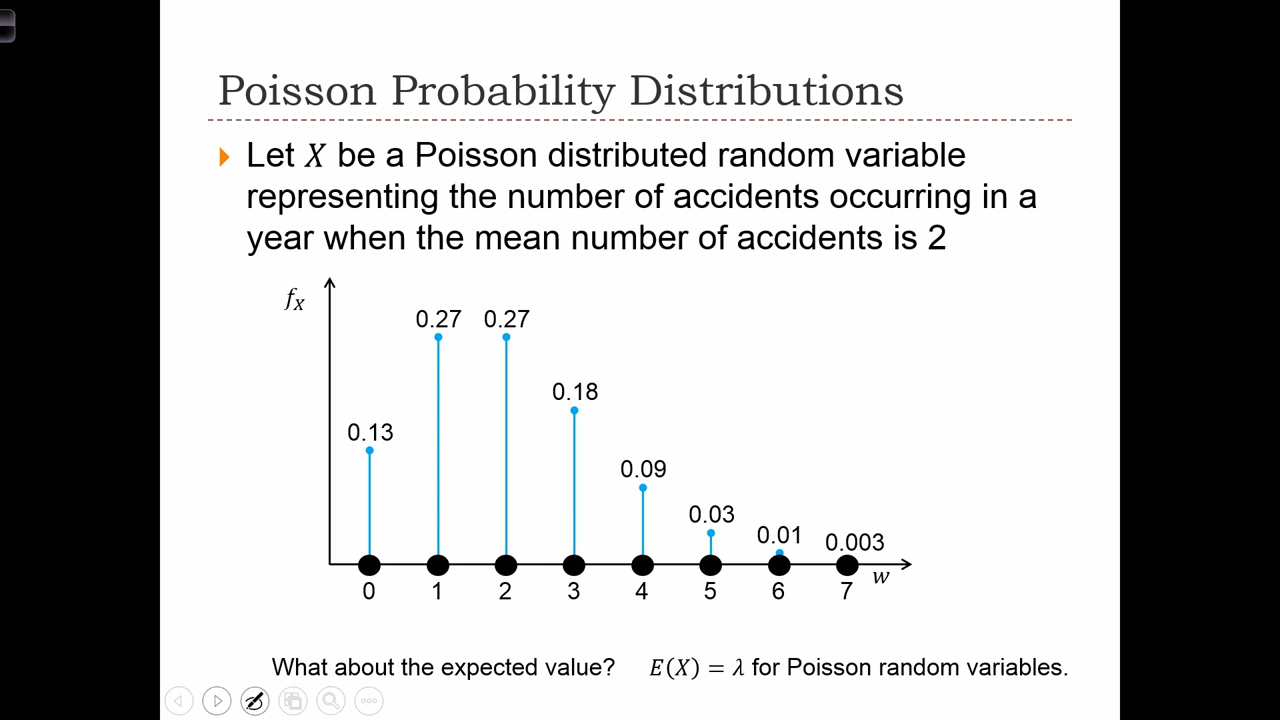 Poisson Probability Distributions
Let X be a Poisson distributed random variable
representing the number of accidents occurring in a
year when the mean number of accidents is 2
f_X
0.27 0.27
0.18
0.13
0.09
0.03
0.01
0.003
w
0 1 2 3 4 5 6 7
What about the expected value? E(X) = λ for Poisson random variables.